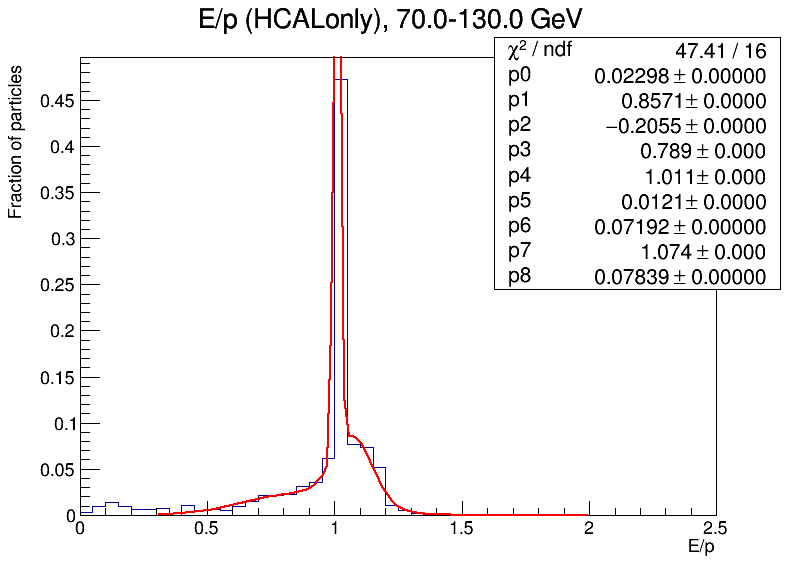 E/p (HCALonly), 70.0-130.0 GeV
χ² / ndf 47.41 / 16
p0 0.02298 ± 0.00000
p1 0.8571 ± 0.0000
p2 −0.2055 ± 0.0000
p3 0.789 ± 0.000
p4 1.011 ± 0.000
p5 0.0121 ± 0.0000
p6 0.07192 ± 0.00000
p7 1.074 ± 0.000
p8 0.07839 ± 0.00000
Fraction of particles
0.45
0.4
0.35
0.3
0.25
0.2
0.15
0.1
0.05
0
0 0.5 1 1.5 2 2.5
E/p